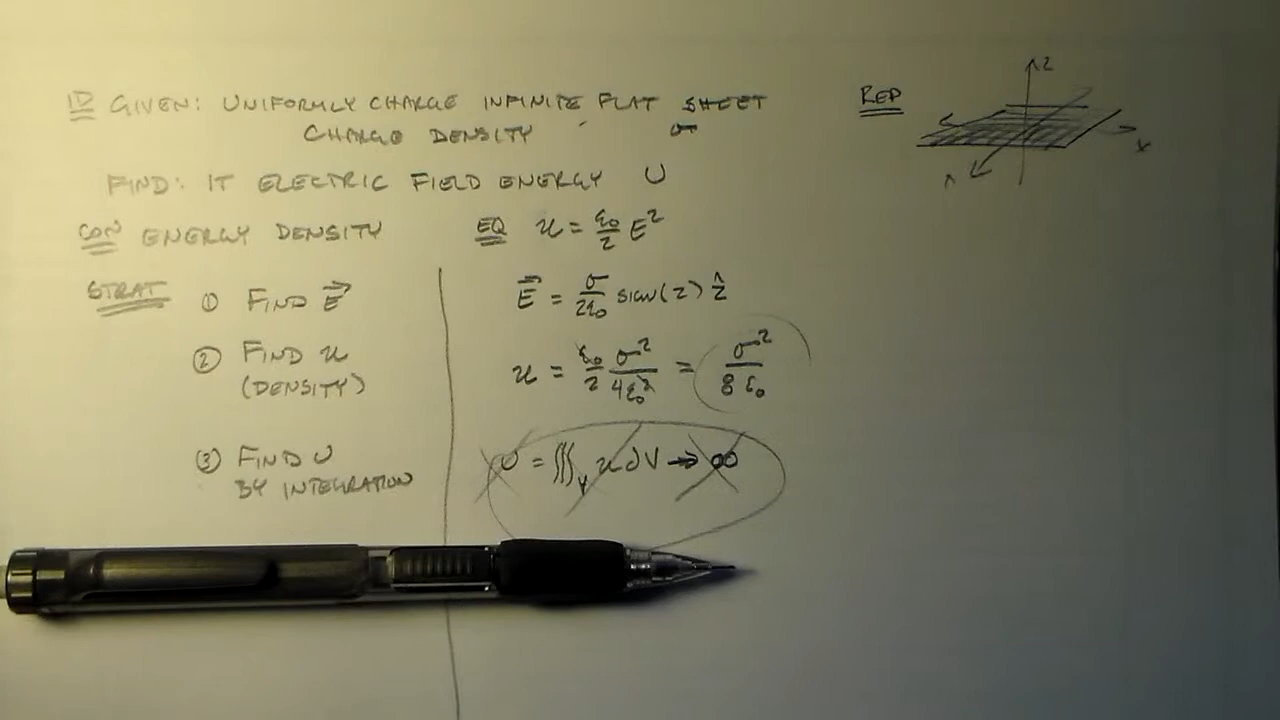 ID GIVEN: UNIFORMLY CHARGE INFINITE FLAT SHEET
CHARGE DENSITY σ
FIND: IT ELECTRIC FIELD ENERGY U
CON ENERGY DENSITY
EQ u = ε₀/2 E²
STRAT ① FIND E⃗
E⃗ = σ/2ε₀ SIGN(Z) ẑ
② FIND u
(DENSITY)
u = ε₀/2 σ²/4ε₀² = σ²/8ε₀
③ FIND U
BY INTEGRATION
U = ∭ᵥ u dV → ∞
REP
Z
X